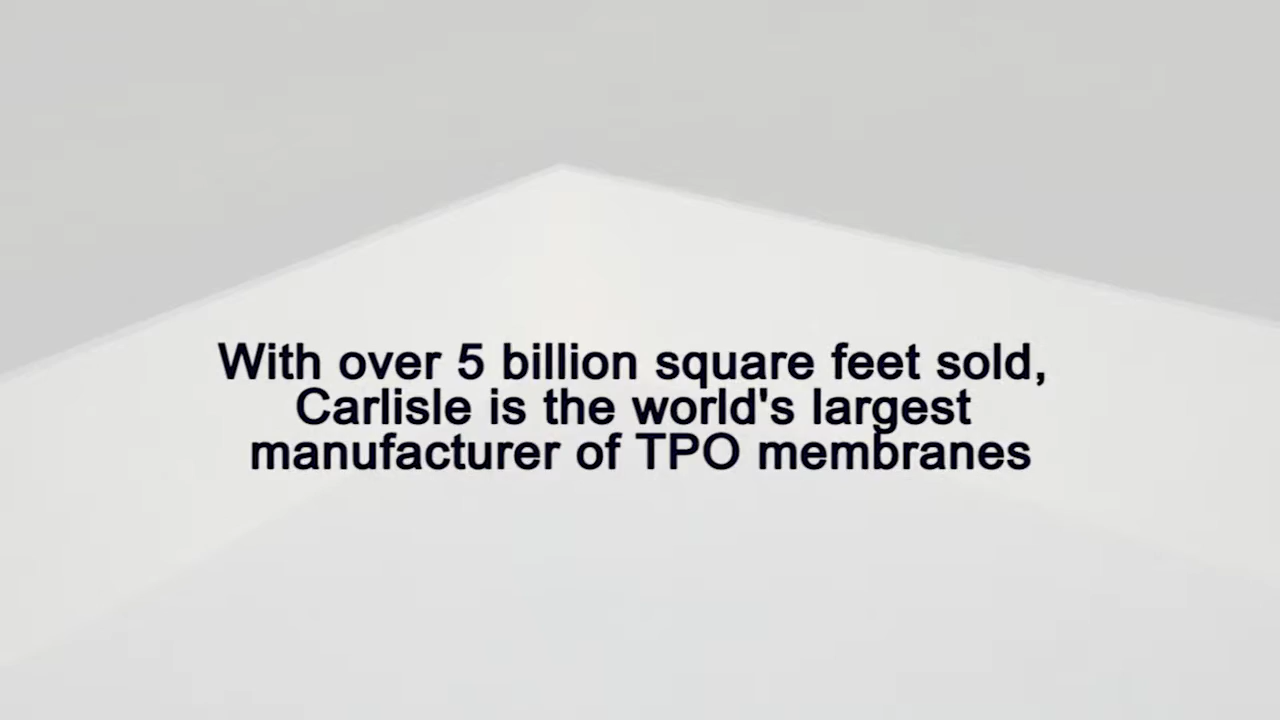 With over 5 billion square feet sold,
Carlisle is the world's largest
manufacturer of TPO membranes